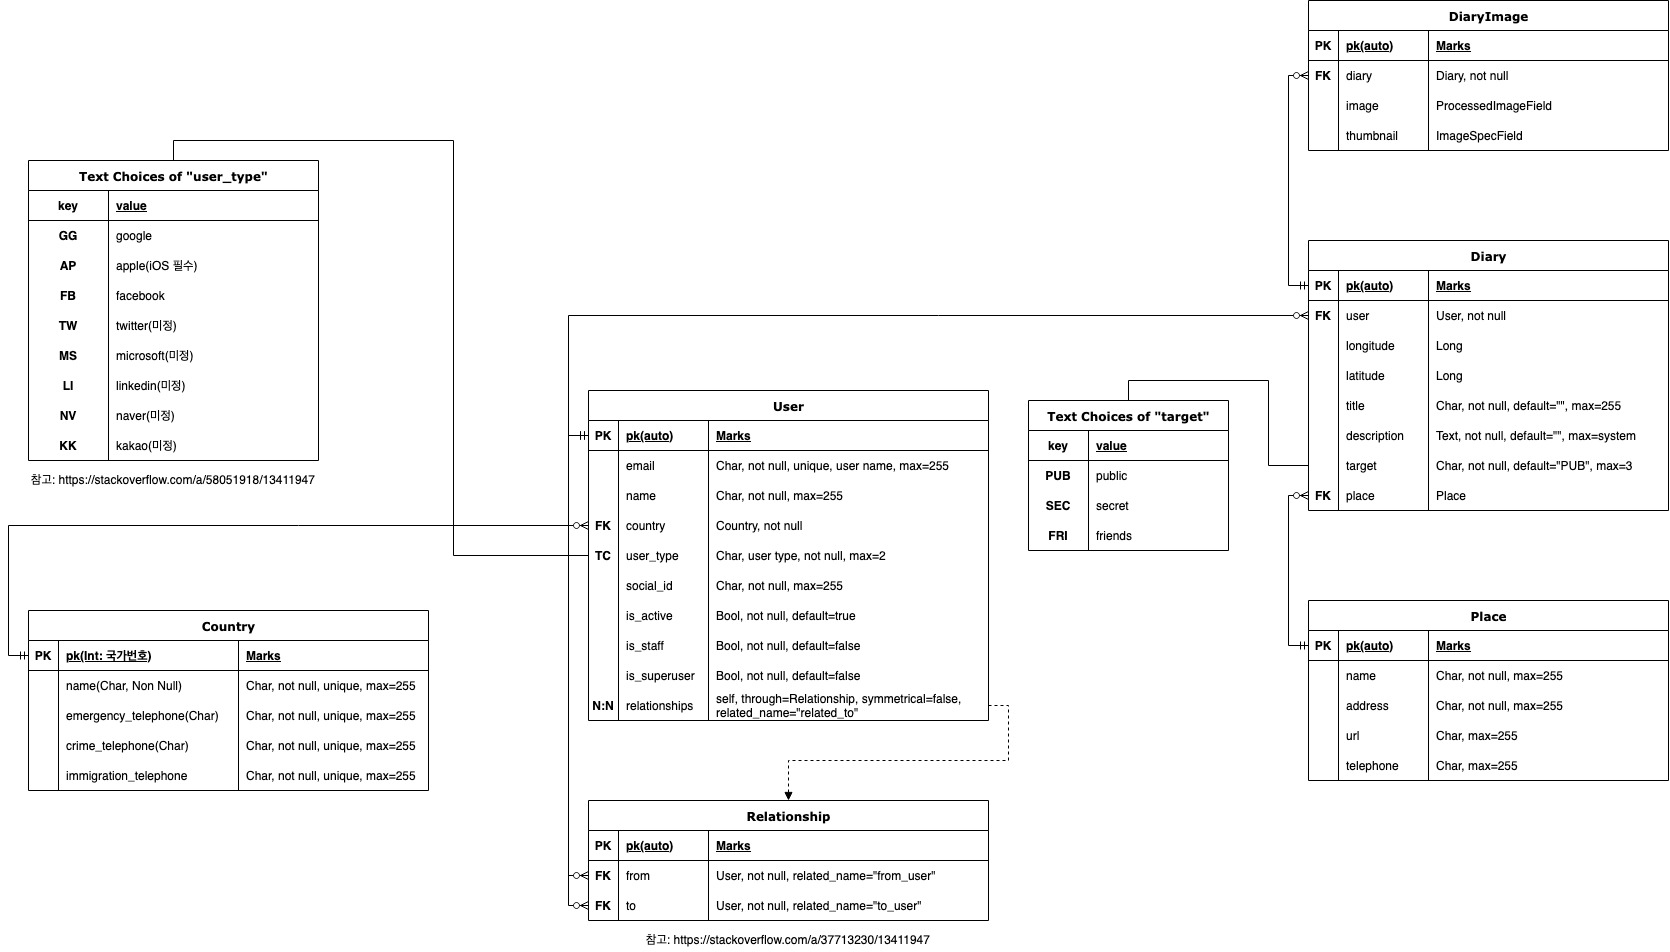 DiaryImage
PK pk(auto) Marks
FK diary Diary, not null
image ProcessedImageField
thumbnail ImageSpecField
Text Choices of "user_type"
key value
GG google
AP apple(iOS 필수)
FB facebook
TW twitter(미정)
MS microsoft(미정)
LI linkedin(미정)
NV naver(미정)
KK kakao(미정)
참고: https://stackoverflow.com/a/58051918/13411947
Diary
PK pk(auto) Marks
FK user User, not null
longitude Long
latitude Long
title Char, not null, default="", max=255
description Text, not null, default="", max=system
target Char, not null, default="PUB", max=3
FK place Place
User
PK pk(auto) Marks
email Char, not null, unique, user name, max=255
name Char, not null, max=255
FK country Country, not null
TC user_type Char, user type, not null, max=2
social_id Char, not null, max=255
is_active Bool, not null, default=true
is_staff Bool, not null, default=false
is_superuser Bool, not null, default=false
N:N relationships self, through=Relationship, symmetrical=false,
related_name="related_to"
Text Choices of "target"
key value
PUB public
SEC secret
FRI friends
Country
PK pk(Int: 국가번호) Marks
name(Char, Non Null) Char, not null, unique, max=255
emergency_telephone(Char) Char, not null, unique, max=255
crime_telephone(Char) Char, not null, unique, max=255
immigration_telephone Char, not null, unique, max=255
Place
PK pk(auto) Marks
name Char, not null, max=255
address Char, not null, max=255
url Char, max=255
telephone Char, max=255
Relationship
PK pk(auto) Marks
FK from User, not null, related_name="from_user"
FK to User, not null, related_name="to_user"
참고: https://stackoverflow.com/a/37713230/13411947